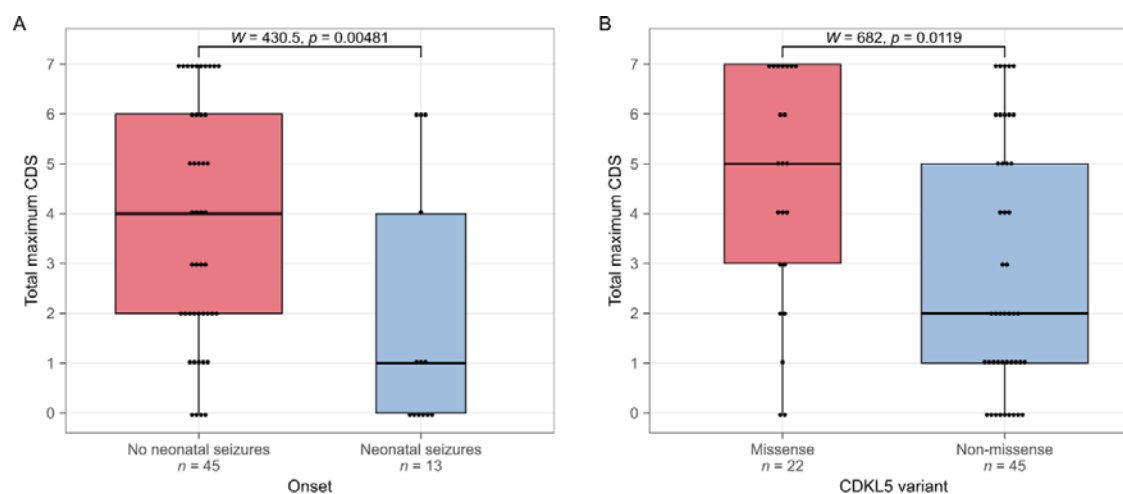 A
W = 430.5, p = 0.00481
Total maximum CDS
7
6
5
4
3
2
1
0
No neonatal seizures
n = 45
Neonatal seizures
n = 13
Onset
B
W = 682, p = 0.0119
Total maximum CDS
7
6
5
4
3
2
1
0
Missense
n = 22
Non-missense
n = 45
CDKL5 variant